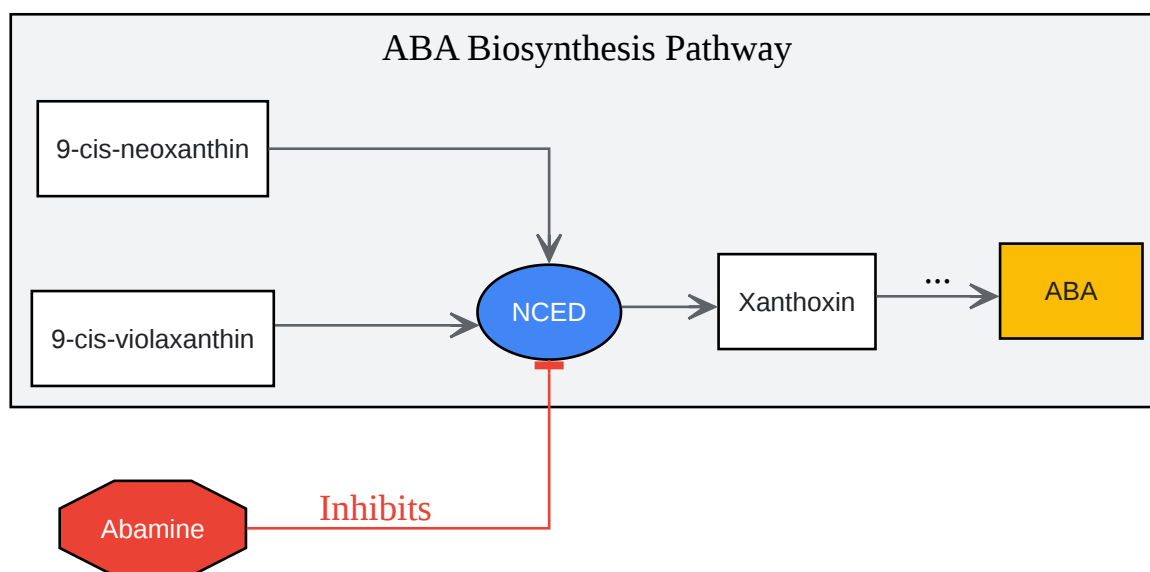 ABA Biosynthesis Pathway
9-cis-neoxanthin
9-cis-violaxanthin
NCED
Xanthoxin
...
ABA
Inhibits
Abamine